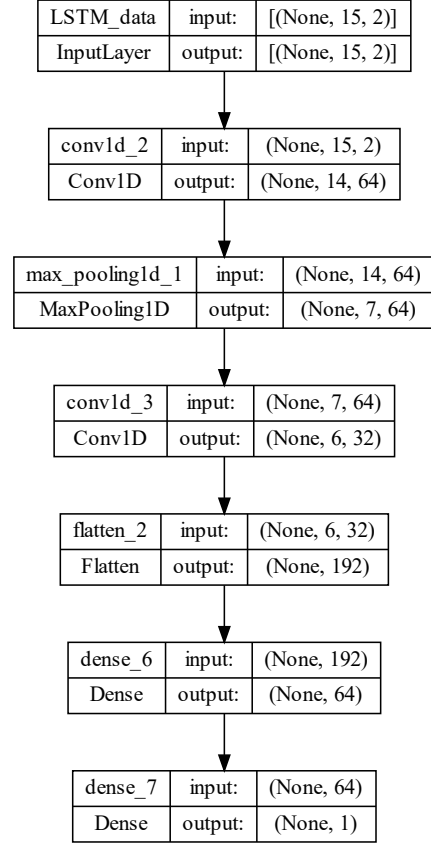 LSTM_data input: [(None, 15, 2)]
InputLayer output: [(None, 15, 2)]
conv1d_2 input: (None, 15, 2)
Conv1D output: (None, 14, 64)
max_pooling1d_1 input: (None, 14, 64)
MaxPooling1D output: (None, 7, 64)
conv1d_3 input: (None, 7, 64)
Conv1D output: (None, 6, 32)
flatten_2 input: (None, 6, 32)
Flatten output: (None, 192)
dense_6 input: (None, 192)
Dense output: (None, 64)
dense_7 input: (None, 64)
Dense output: (None, 1)